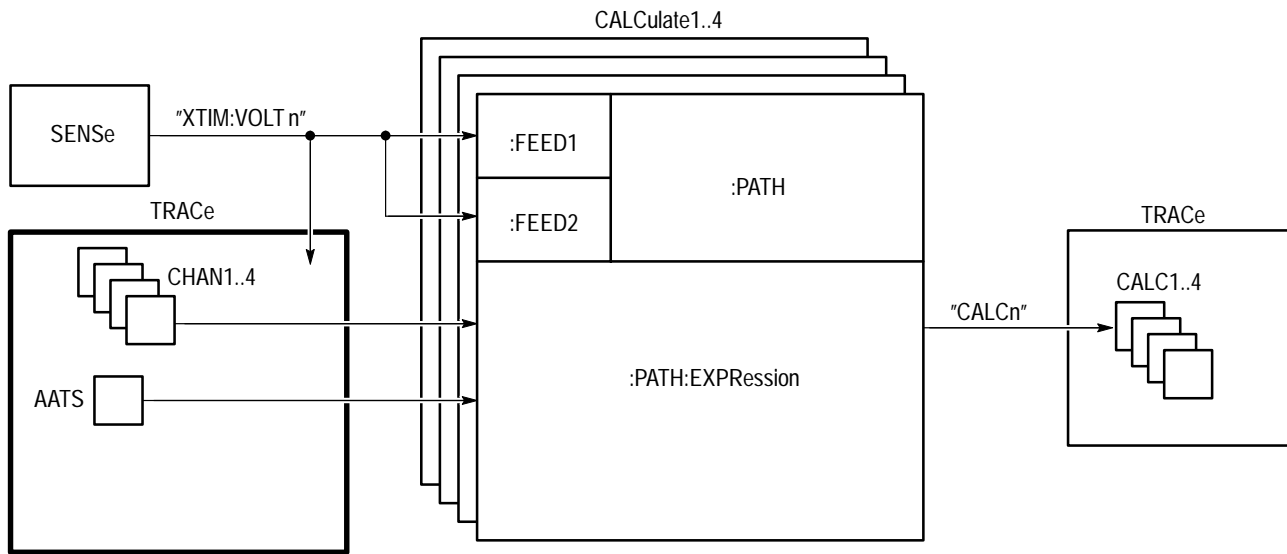 CALCulate1..4
SENSe
"XTIM:VOLT n"
:FEED1
:FEED2
:PATH
TRACe
CHAN1..4
AATS
:PATH:EXPRession
"CALCn"
TRACe
CALC1..4